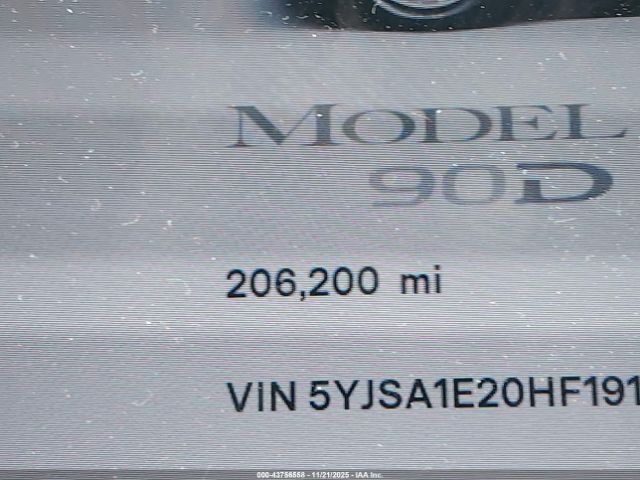 MODEL
90D
206,200 mi
VIN 5YJSA1E20HF191
000-43756558 - 11/21/2025 - IAA Inc.